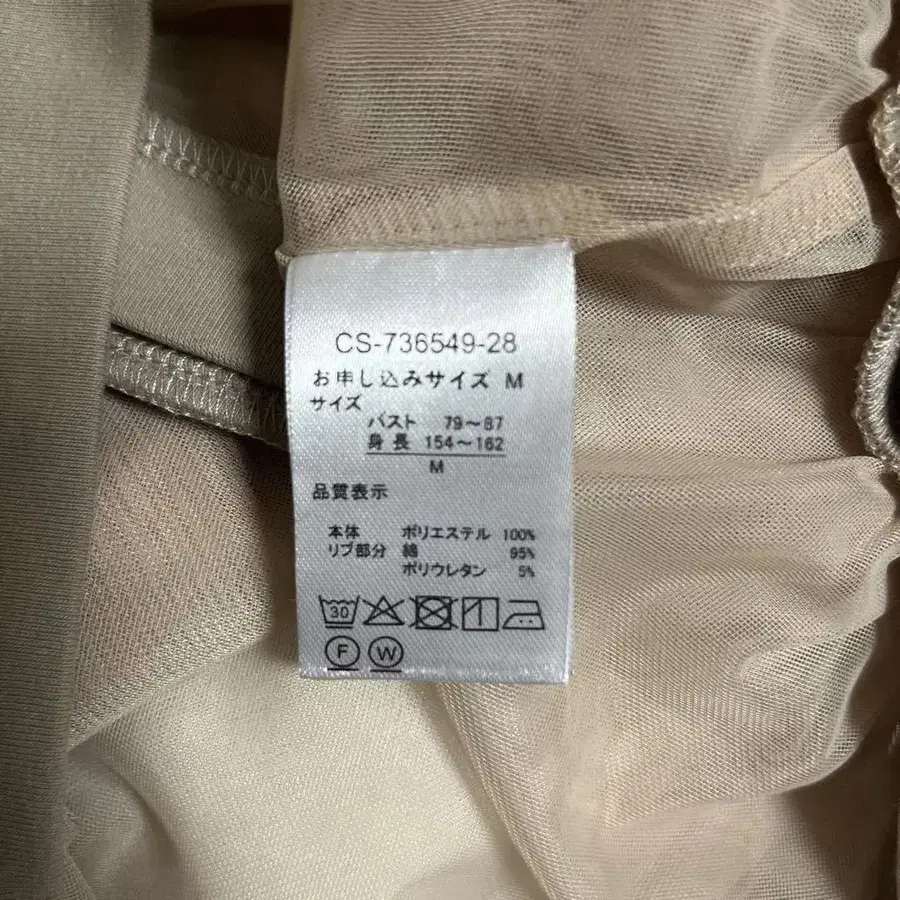 CS-736549-28
お申し込みサイズ M
サイズ
バスト 79～87
身長 154～162
M
品質表示
本体 ポリエステル 100%
リブ部分 綿 95%
ポリウレタン 5%
30
F W